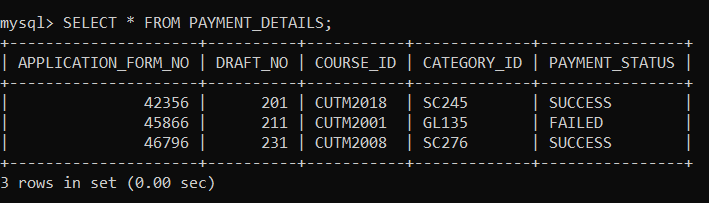 mysql> SELECT * FROM PAYMENT_DETAILS;
+---------------------+----------+-----------+-------------+----------------+
| APPLICATION_FORM_NO | DRAFT_NO | COURSE_ID | CATEGORY_ID | PAYMENT_STATUS |
+---------------------+----------+-----------+-------------+----------------+
|               42356 |      201 | CUTM2018  | SC245       | SUCCESS        |
|               45866 |      211 | CUTM2001  | GL135       | FAILED         |
|               46796 |      231 | CUTM2008  | SC276       | SUCCESS        |
+---------------------+----------+-----------+-------------+----------------+
3 rows in set (0.00 sec)